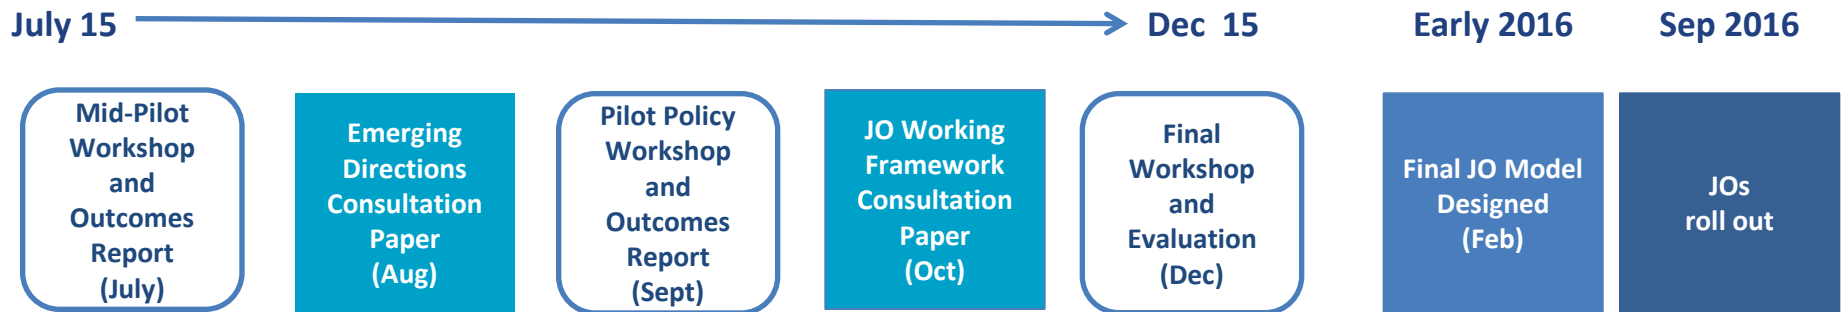 July 15
Dec 15
Early 2016
Sep 2016
Mid-Pilot
Workshop
and
Outcomes
Report
(July)
Emerging
Directions
Consultation
Paper
(Aug)
Pilot Policy
Workshop
and
Outcomes
Report
(Sept)
JO Working
Framework
Consultation
Paper
(Oct)
Final
Workshop
and
Evaluation
(Dec)
Final JO Model
Designed
(Feb)
JOs
roll out